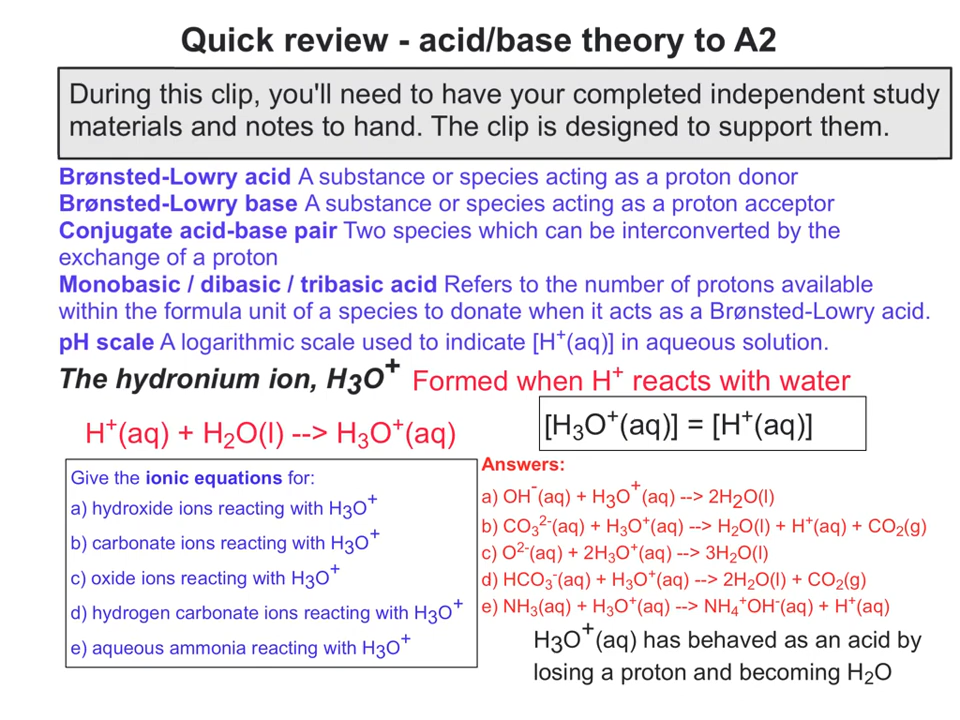 Quick review - acid/base theory to A2
During this clip, you'll need to have your completed independent study
materials and notes to hand. The clip is designed to support them.
Brønsted-Lowry acid A substance or species acting as a proton donor
Brønsted-Lowry base A substance or species acting as a proton acceptor
Conjugate acid-base pair Two species which can be interconverted by the
exchange of a proton
Monobasic / dibasic / tribasic acid Refers to the number of protons available
within the formula unit of a species to donate when it acts as a Brønsted-Lowry acid.
pH scale A logarithmic scale used to indicate [H⁺(aq)] in aqueous solution.
The hydronium ion, H₃O⁺ Formed when H⁺ reacts with water
H⁺(aq) + H₂O(l) --> H₃O⁺(aq)
[H₃O⁺(aq)] = [H⁺(aq)]
Give the ionic equations for:
a) hydroxide ions reacting with H₃O⁺
b) carbonate ions reacting with H₃O⁺
c) oxide ions reacting with H₃O⁺
d) hydrogen carbonate ions reacting with H₃O⁺
e) aqueous ammonia reacting with H₃O⁺
Answers:
a) OH⁻(aq) + H₃O⁺(aq) --> 2H₂O(l)
b) CO₃²⁻(aq) + H₃O⁺(aq) --> H₂O(l) + H⁺(aq) + CO₂(g)
c) O²⁻(aq) + 2H₃O⁺(aq) --> 3H₂O(l)
d) HCO₃⁻(aq) + H₃O⁺(aq) --> 2H₂O(l) + CO₂(g)
e) NH₃(aq) + H₃O⁺(aq) --> NH₄⁺OH⁻(aq) + H⁺(aq)
H₃O⁺(aq) has behaved as an acid by
losing a proton and becoming H₂O